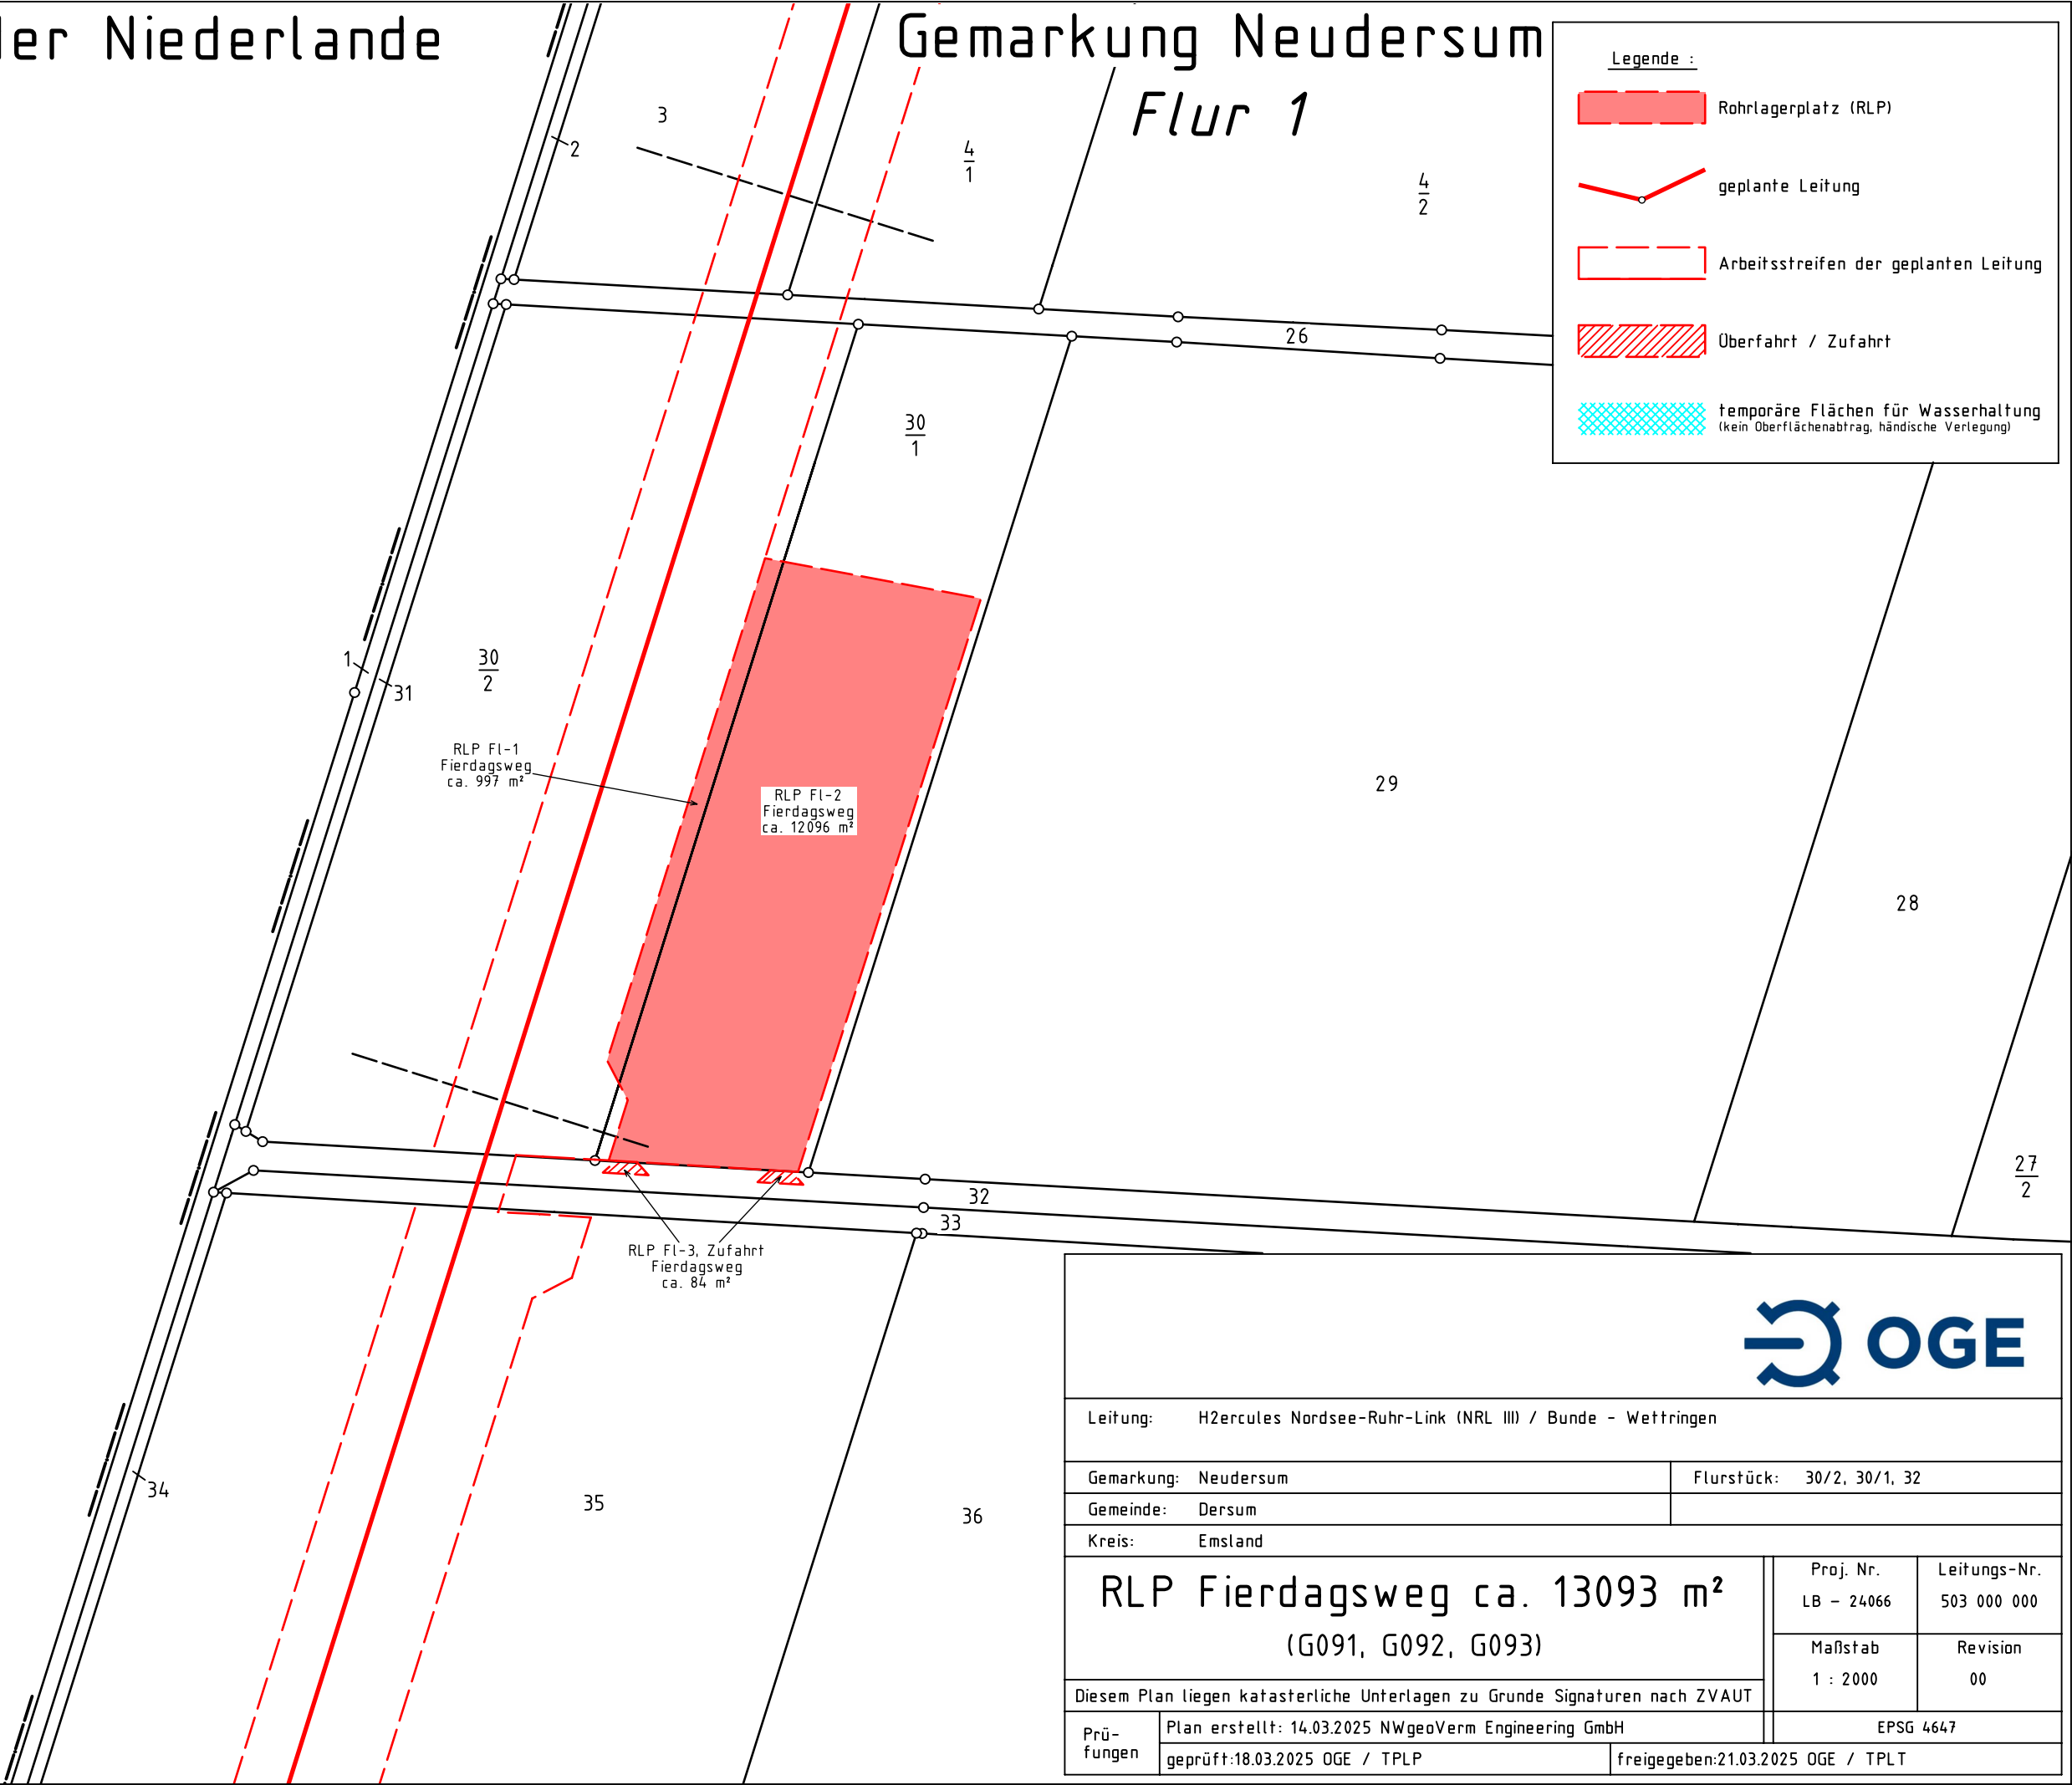 der Niederlande
Gemarkung Neudersum
Flur 1
Legende :
Rohrlagerplatz (RLP)
geplante Leitung
Arbeitsstreifen der geplanten Leitung
Überfahrt / Zufahrt
temporäre Flächen für Wasserhaltung
(kein Oberflächenabtrag, händische Verlegung)
3
2
4
1
4
2
26
30
1
1
31
30
2
RLP Fl-1
Fierdagsweg
ca. 997 m²
RLP Fl-2
Fierdagsweg
ca. 12096 m²
29
28
27
2
32
33
RLP Fl-3, Zufahrt
Fierdagsweg
ca. 84 m²
34
35
36
OGE
Leitung: H2ercules Nordsee-Ruhr-Link (NRL III) / Bunde - Wettringen
Gemarkung: Neudersum
Flurstück: 30/2, 30/1, 32
Gemeinde: Dersum
Kreis: Emsland
RLP Fierdagsweg ca. 13093 m²
(G091, G092, G093)
Proj. Nr.
LB - 24066
Leitungs-Nr.
503 000 000
Maßstab
1 : 2000
Revision
00
Diesem Plan liegen katasterliche Unterlagen zu Grunde Signaturen nach ZVAUT
Prü-
fungen
Plan erstellt: 14.03.2025 NWgeoVerm Engineering GmbH
EPSG 4647
geprüft:18.03.2025 OGE / TPLP
freigegeben:21.03.2025 OGE / TPLT